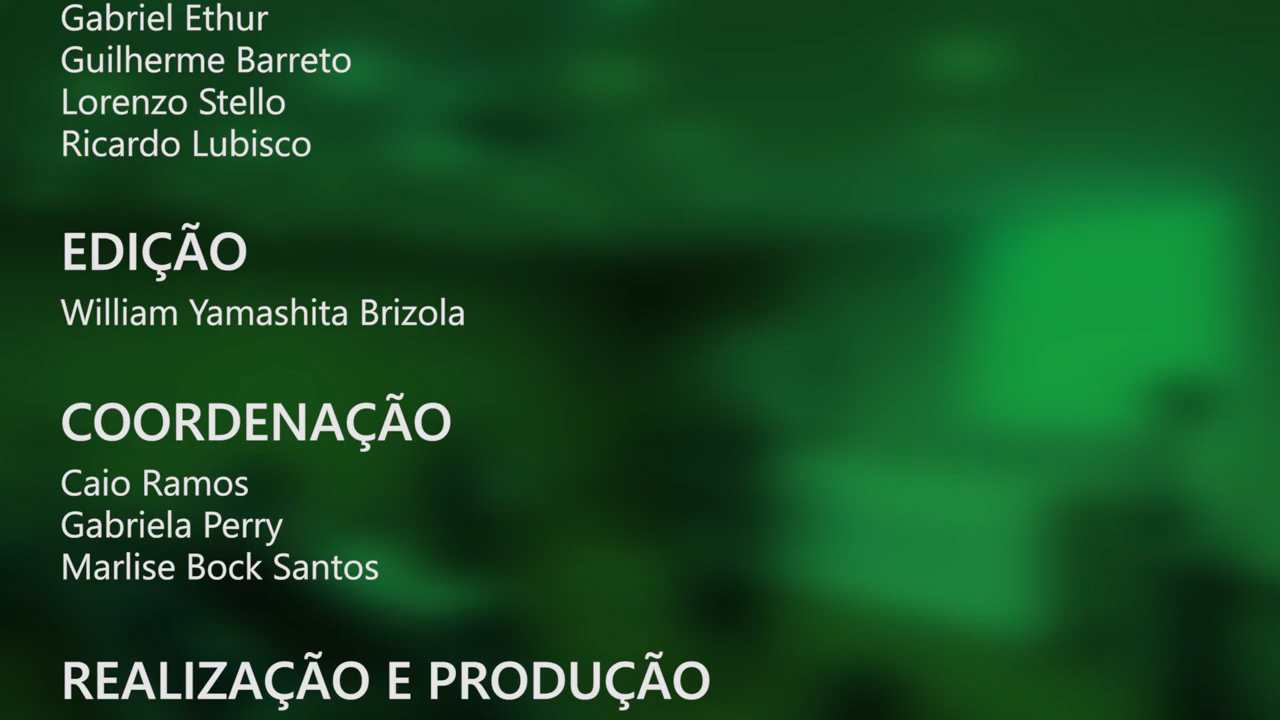 Gabriel Ethur
Guilherme Barreto
Lorenzo Stello
Ricardo Lubisco
EDIÇÃO
William Yamashita Brizola
COORDENAÇÃO
Caio Ramos
Gabriela Perry
Marlise Bock Santos
REALIZAÇÃO E PRODUÇÃO